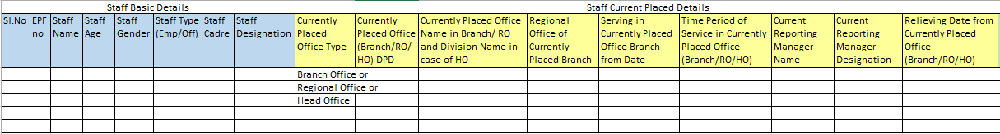 Staff Basic Details
Staff Current Placed Details
Sl.No
EPF
no
Staff
Name
Staff
Age
Staff
Gender
Staff Type
(Emp/Off)
Staff
Cadre
Staff
Designation
Currently
Placed
Office Type
Currently
Placed Office
(Branch/RO/
HO) DPD
Currently Placed Office
Name in Branch/ RO
and Division Name in
case of HO
Regional
Office of
Currently
Placed Branch
Serving in
Currently Placed
Office Branch
from Date
Time Period of
Service in Currently
Placed Office
(Branch/RO/HO)
Current
Reporting
Manager
Name
Current
Reporting
Manager
Designation
Relieving Date from
Currently Placed
Office
(Branch/RO/HO)
Branch Office or
Regional Office or
Head Office